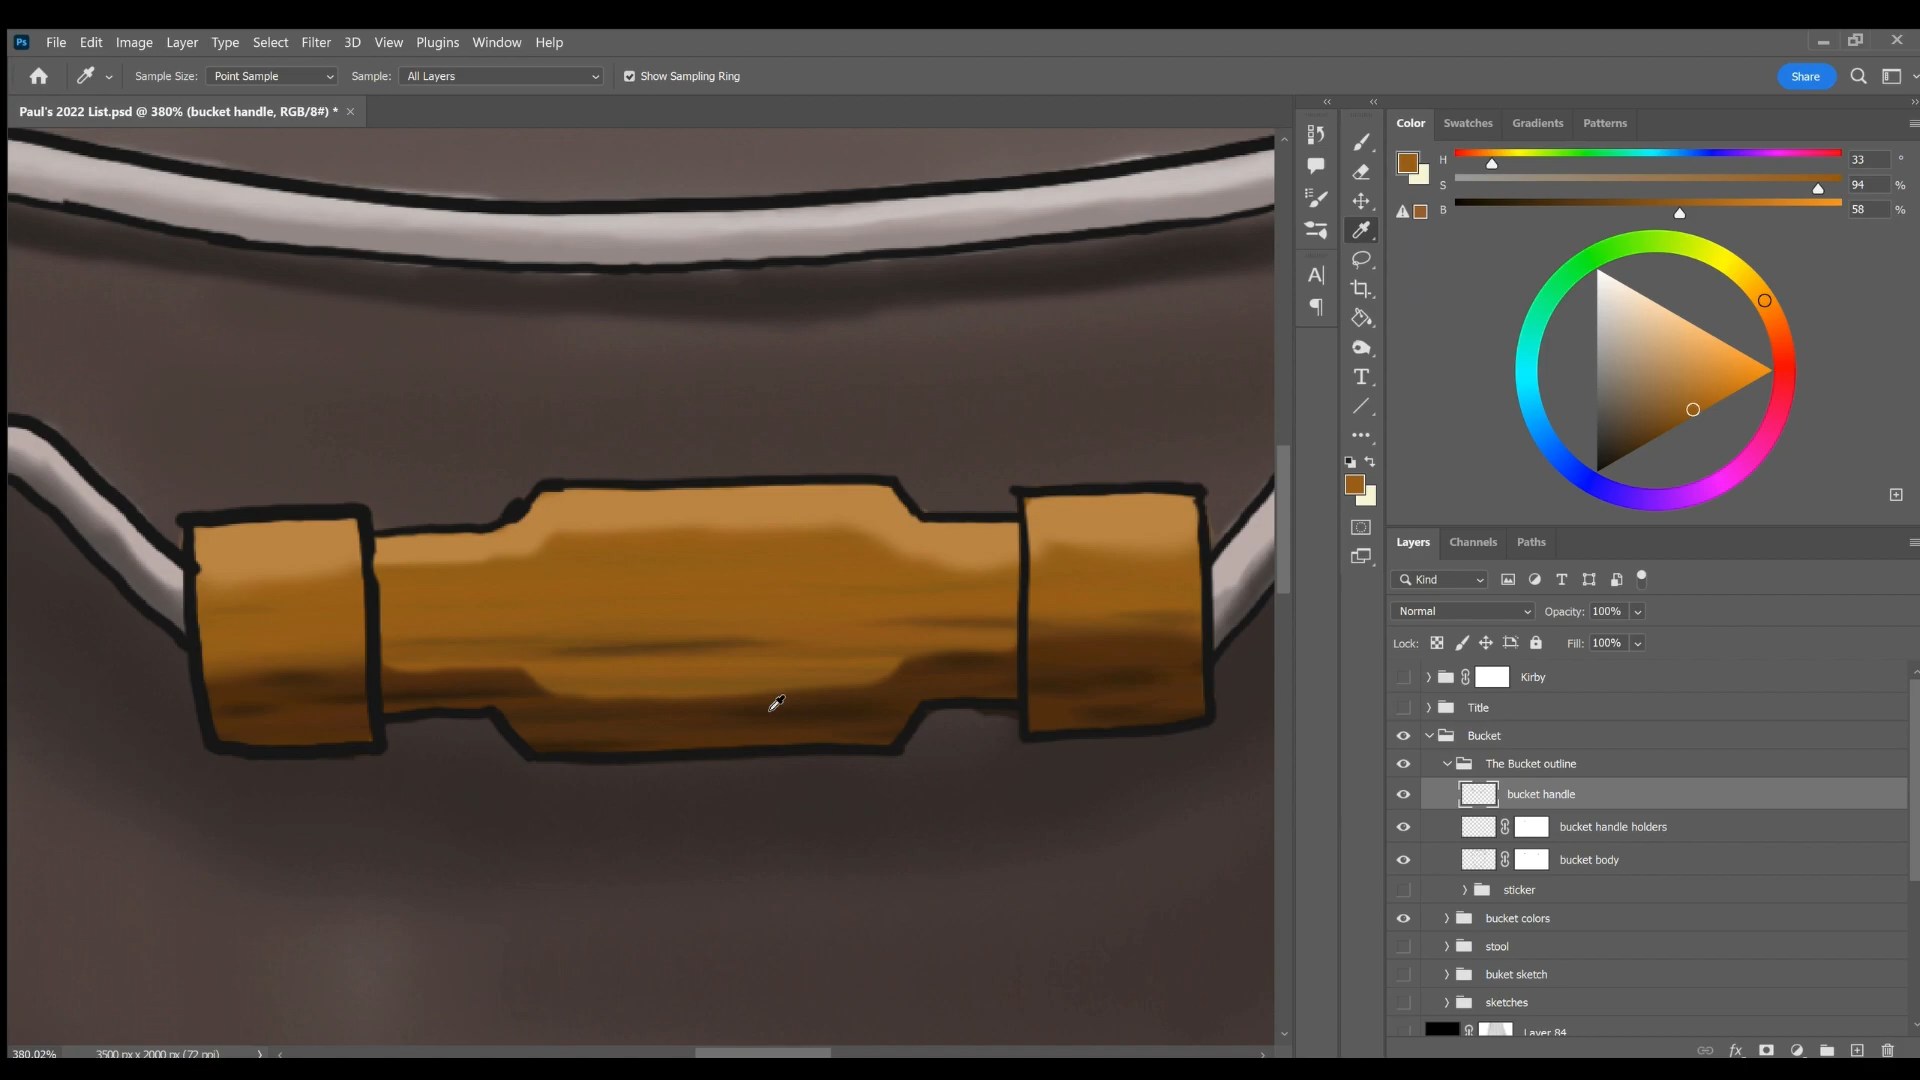 Ps File Edit Image Layer Type Select Filter 3D View Plugins Window Help
Sample Size: Point Sample Sample: All Layers Show Sampling Ring Share
Paul's 2022 List.psd @ 380% (bucket handle, RGB/8#) *
Color Swatches Gradients Patterns
H 33 °
S 94 %
B 58 %
Layers Channels Paths
Kind
Normal Opacity: 100%
Lock: Fill: 100%
Kirby
Title
Bucket
The Bucket outline
bucket handle
bucket handle holders
bucket body
sticker
bucket colors
stool
buket sketch
sketches
Layer 84
380.02% 3500 px x 2000 px (72 ppi)